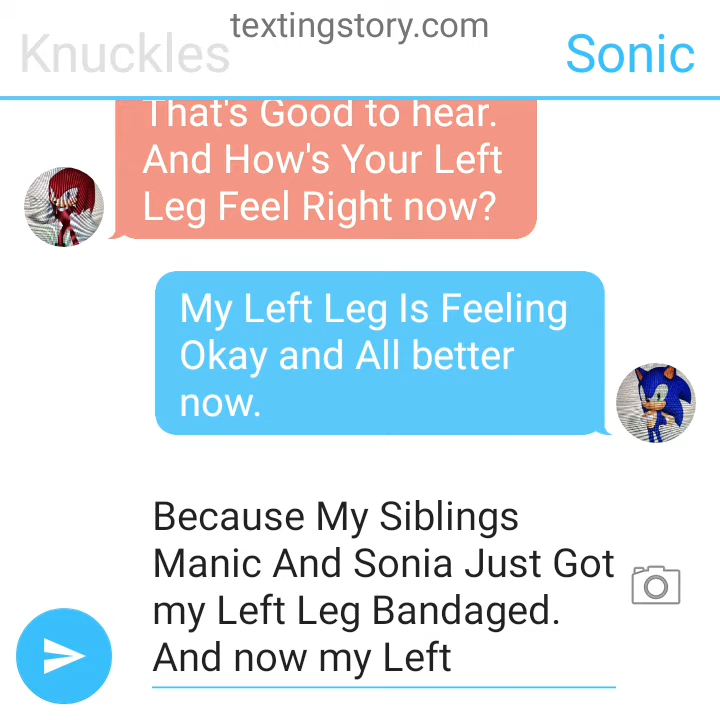 textingstory.com
Knuckles
Sonic
That's Good to hear.
And How's Your Left
Leg Feel Right now?
My Left Leg Is Feeling
Okay and All better
now.
Because My Siblings
Manic And Sonia Just Got
my Left Leg Bandaged.
And now my Left